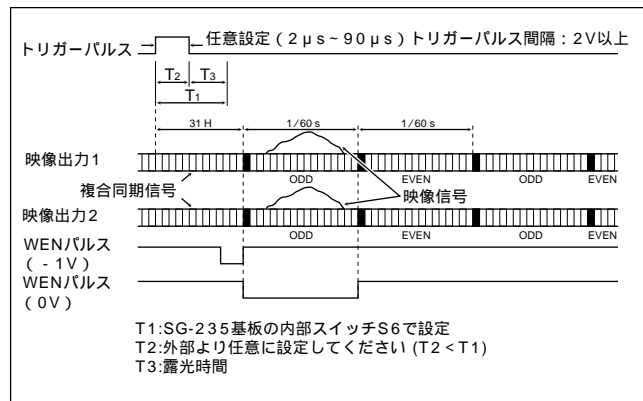 トリガーパルス
任意設定(2μs~90μs)トリガーパルス間隔:2V以上
T2 T3
T1
31 H 1/60 s 1/60 s
映像出力1
ODD EVEN ODD EVEN
複合同期信号 映像信号
映像出力2
ODD EVEN ODD EVEN
WENパルス
(-1V)
WENパルス
(0V)
T1:SG-235基板の内部スイッチS6で設定
T2:外部より任意に設定してください (T2<T1)
T3:露光時間